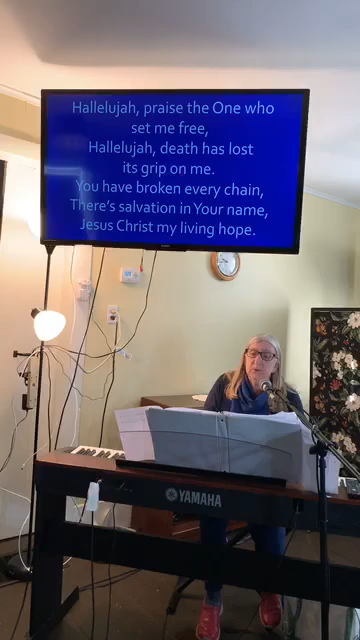 Hallelujah, praise the One who
set me free,
Hallelujah, death has lost
its grip on me.
You have broken every chain,
There's salvation in Your name,
Jesus Christ my living hope.
YAMAHA